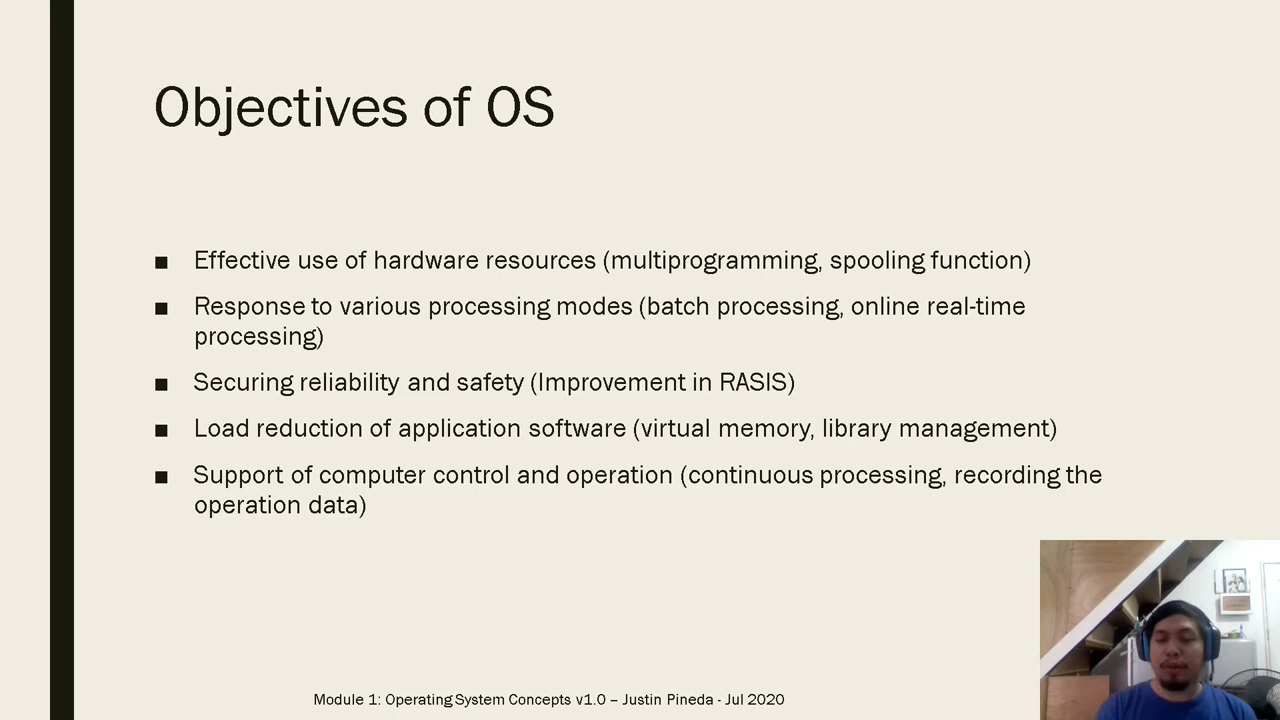 Objectives of OS
■ Effective use of hardware resources (multiprogramming, spooling function)
■ Response to various processing modes (batch processing, online real-time
processing)
■ Securing reliability and safety (Improvement in RASIS)
■ Load reduction of application software (virtual memory, library management)
■ Support of computer control and operation (continuous processing, recording the
operation data)
Module 1: Operating System Concepts v1.0 – Justin Pineda - Jul 2020